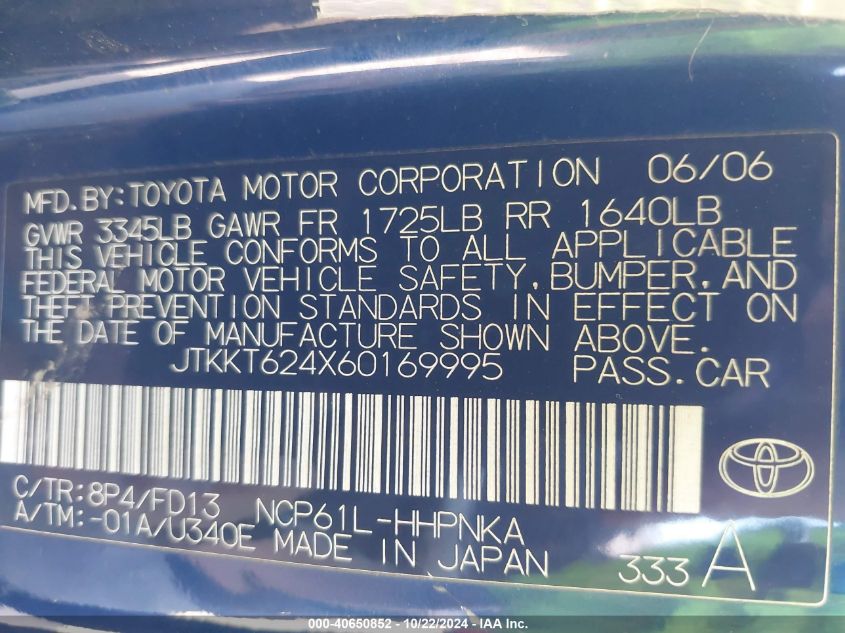 MFD.BY:TOYOTA MOTOR CORPORATION 06/06
GVWR 3345LB GAWR FR 1725LB RR 1640LB
THIS VEHICLE CONFORMS TO ALL APPLICABLE
FEDERAL MOTOR VEHICLE SAFETY,BUMPER,AND
THEFT PREVENTION STANDARDS IN EFFECT ON
THE DATE OF MANUFACTURE SHOWN ABOVE.
JTKKT624X60169995 PASS.CAR
C/TR:8P4/FD13 NCP61L-HHPNKA
A/TM:-01A/U340E MADE IN JAPAN 333 A
000-40650852 - 10/22/2024 - IAA Inc.